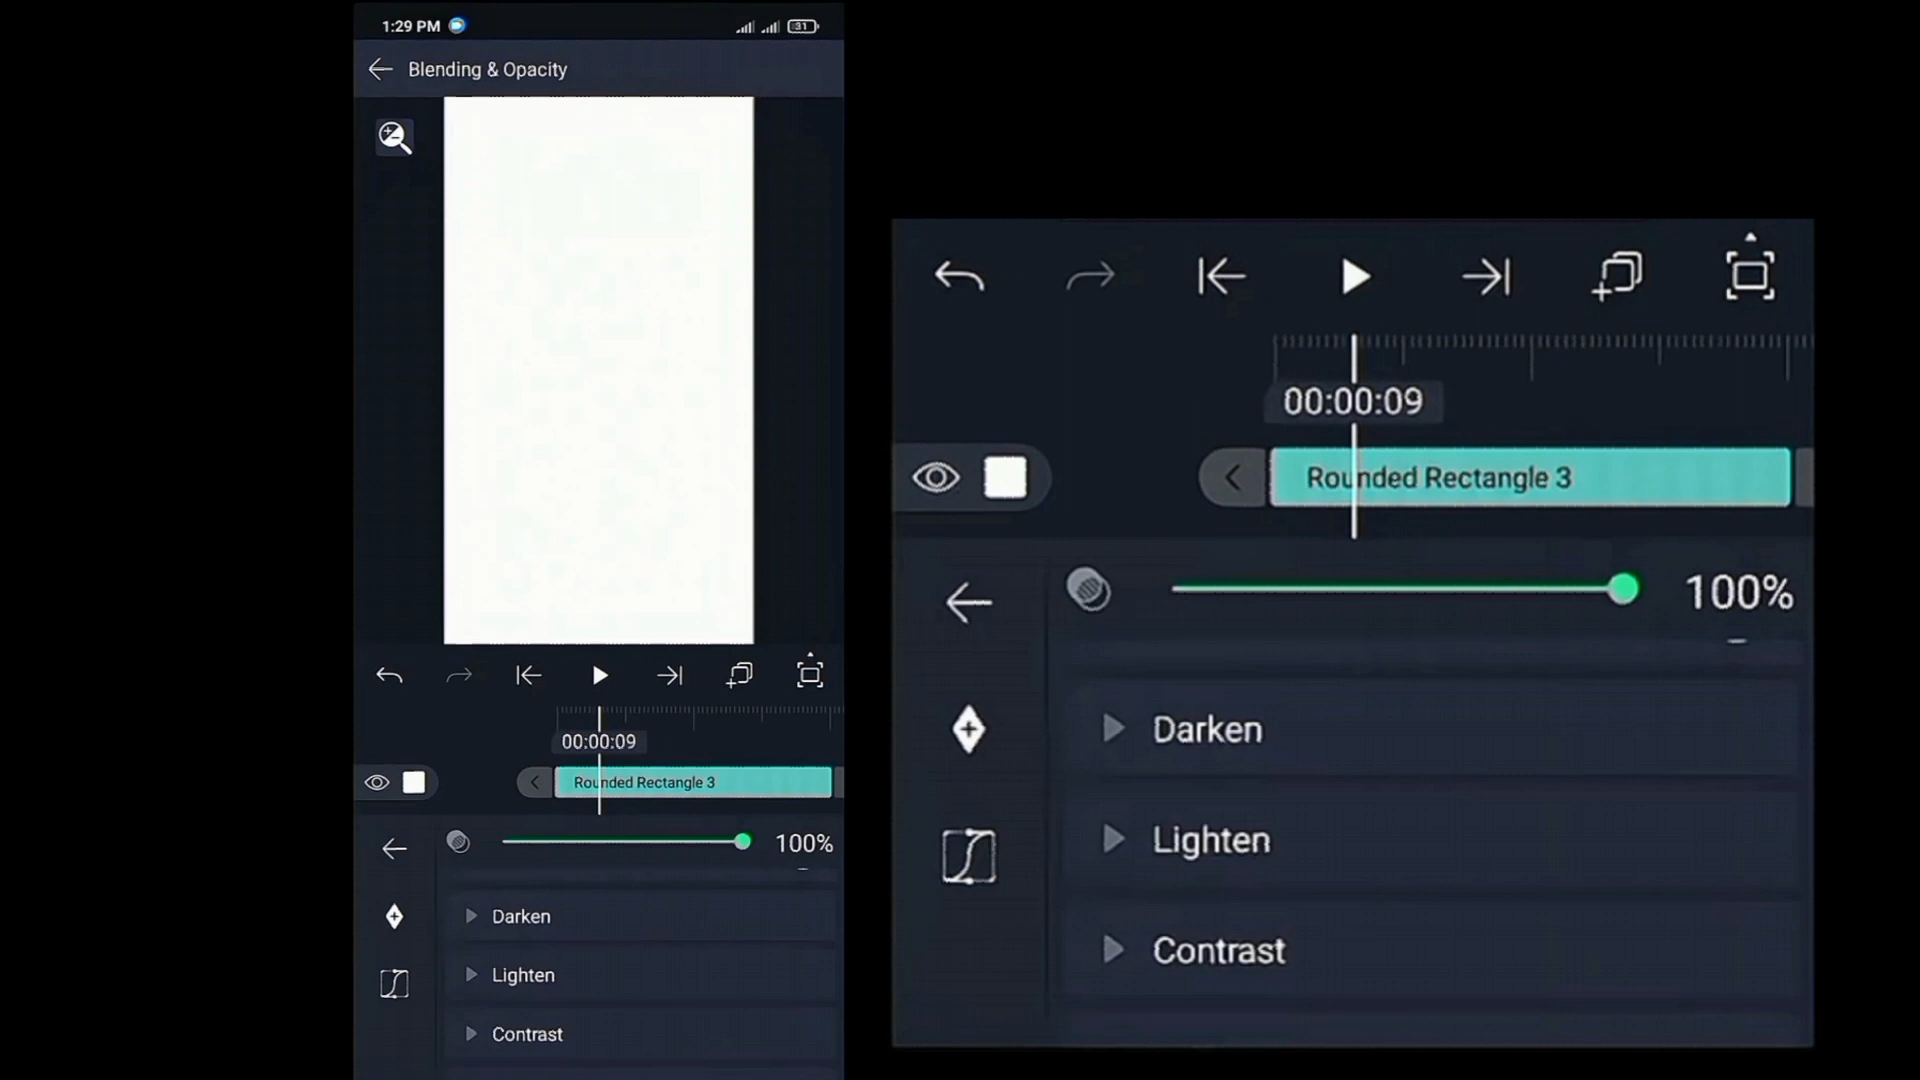 1:29 PM
31
Blending & Opacity
00:00:09
Rounded Rectangle 3
100%
Darken
Lighten
Contrast
00:00:09
Rounded Rectangle 3
100%
Darken
Lighten
Contrast